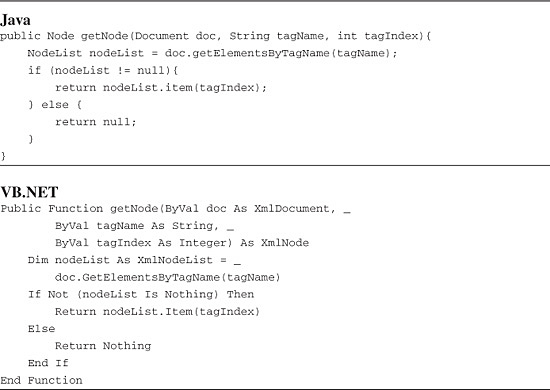 Java
public Node getNode(Document doc, String tagName, int tagIndex){
    NodeList nodeList = doc.getElementsByTagName(tagName);
    if (nodeList != null){
        return nodeList.item(tagIndex);
    } else {
        return null;
    }
}
VB.NET
Public Function getNode(ByVal doc As XmlDocument, _
        ByVal tagName As String, _
        ByVal tagIndex As Integer) As XmlNode
    Dim nodeList As XmlNodeList = _
        doc.GetElementsByTagName(tagName)
    If Not (nodeList Is Nothing) Then
        Return nodeList.Item(tagIndex)
    Else
        Return Nothing
    End If
End Function